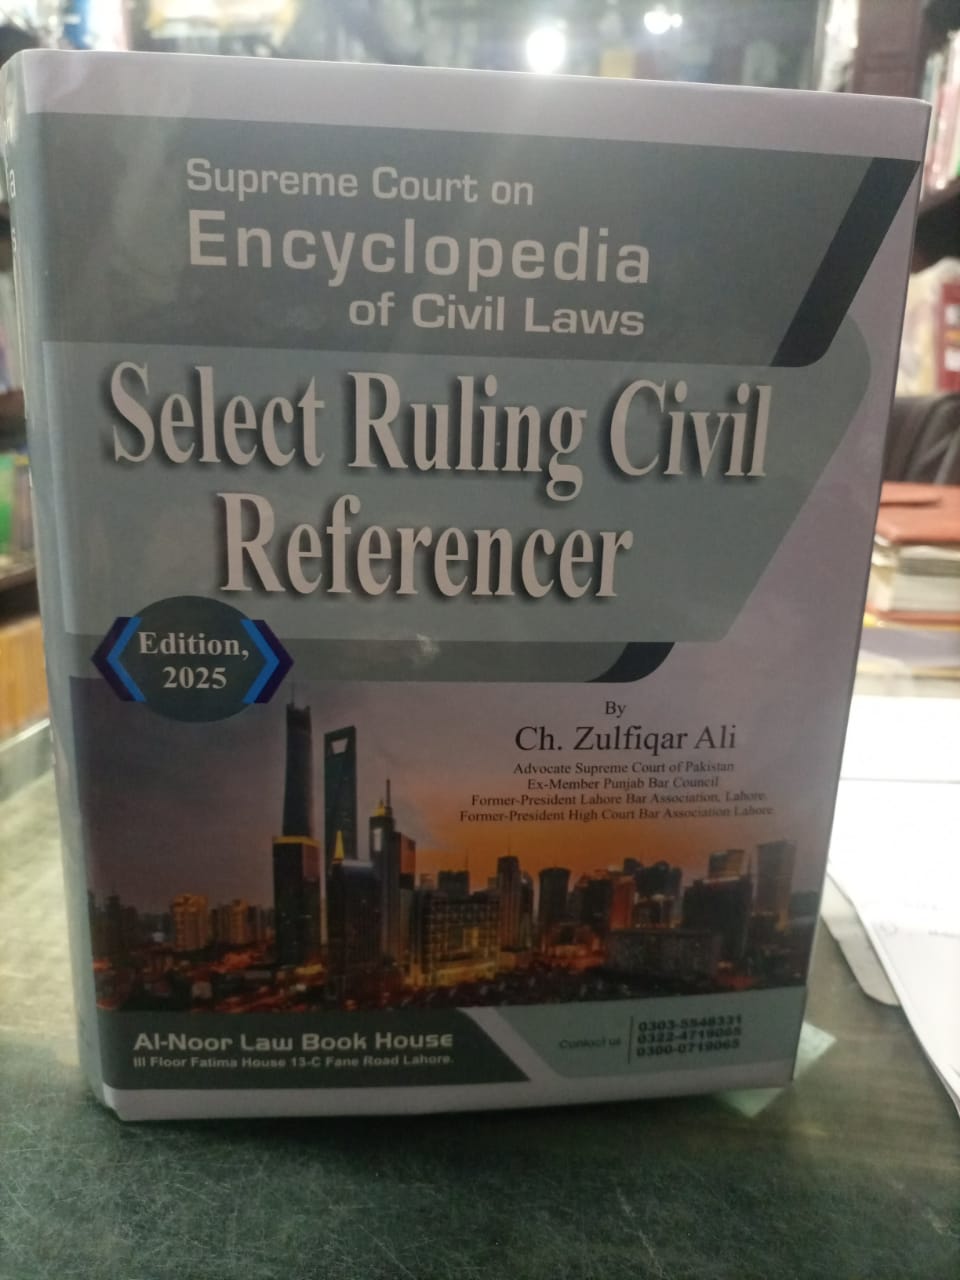 Supreme Court on
Encyclopedia
of Civil Laws
Select Ruling Civil
Referencer
Edition,
2025
By
Ch. Zulfiqar Ali
Advocate Supreme Court of Pakistan
Ex-Member Punjab Bar Council
Former-President Lahore Bar Association, Lahore.
Former-President High Court Bar Association Lahore
Al-Noor Law Book House
III Floor Fatima House 13-C Fane Road Lahore.
Contact us
0322-4719065
0300-0719065